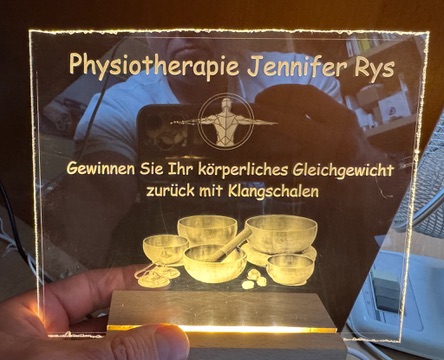 Physiotherapie Jennifer Rys
Gewinnen Sie Ihr körperliches Gleichgewicht
zurück mit Klangschalen